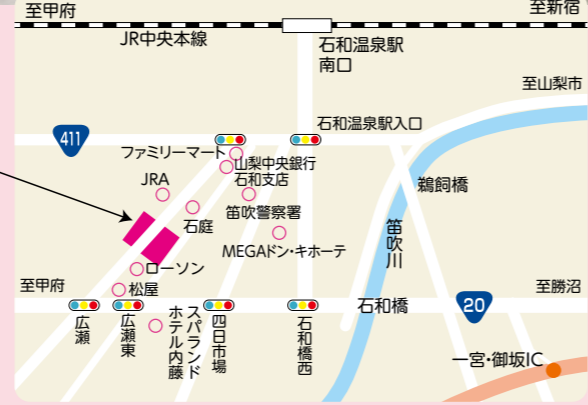 至甲府
至新宿
JR中央本線
石和温泉駅
南口
至山梨市
411
石和温泉駅入口
ファミリーマート
山梨中央銀行
石和支店
JRA
鵜飼橋
石庭
笛吹警察署
笛吹川
MEGAドン・キホーテ
ローソン
至甲府
松屋
石和橋
20
至勝沼
広瀬
広瀬東
スパランド
ホテル内藤
四日市場
石和橋西
一宮・御坂IC